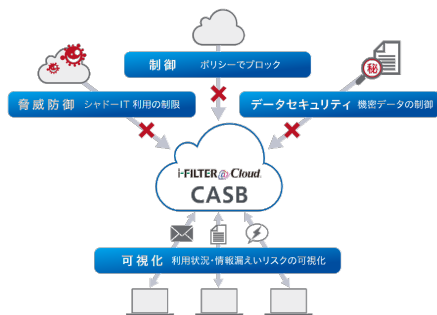 制御 ポリシーでブロック
秘
脅威防御 シャドーIT 利用の制限
データセキュリティ 機密データの制御
i-FILTER@Cloud
CASB
可視化 利用状況・情報漏えいリスクの可視化